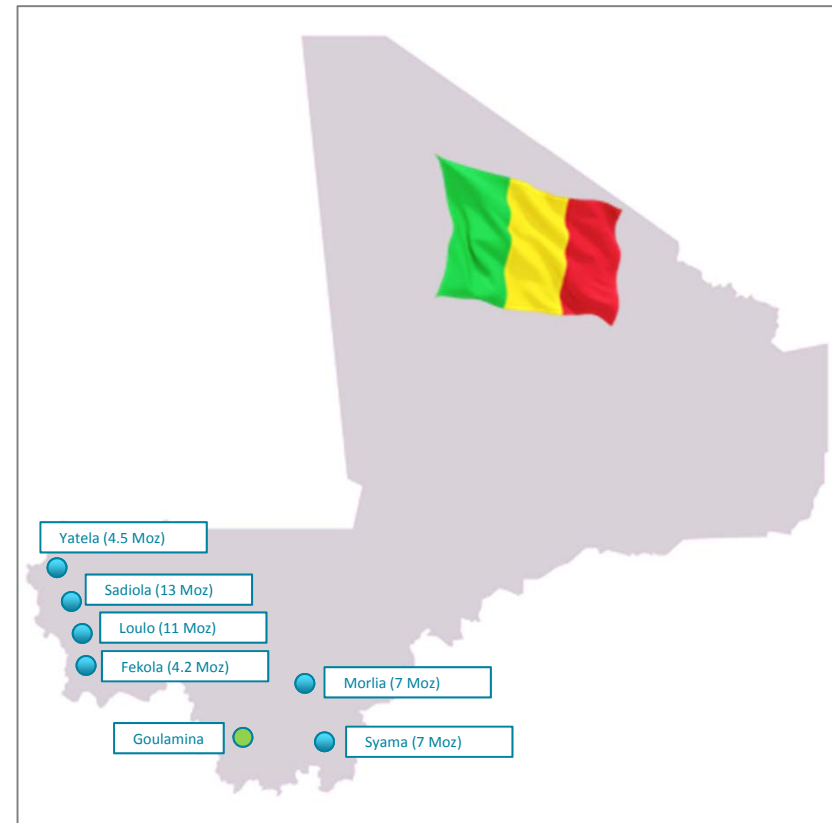 Yatela (4.5 Moz)
Sadiola (13 Moz)
Loulo (11 Moz)
Fekola (4.2 Moz)
Morlia (7 Moz)
Goulamina
Syama (7 Moz)